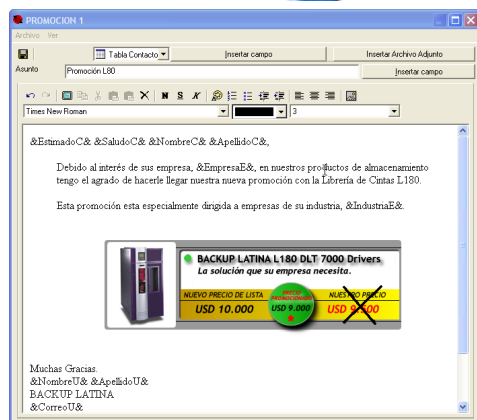 PROMOCION 1
Archivo Ver
Tabla Contacto
Insertar campo
Insertar Archivo Adjunto
Asunto
Promoción L80
Insertar campo
N S K
Times New Roman
3
&EstimadoC& &SaludoC& &NombreC& &ApellidoC&,
Debido al interés de sus empresa, &EmpresaE&, en nuestros productos de almacenamiento
tengo el agrado de hacerle llegar nuestra nueva promoción con la Librería de Cintas L180.
Esta promoción esta especialmente dirigida a empresas de su industria, &IndustriaE&.
BACKUP LATINA L180 DLT 7000 Drivers
La solución que su empresa necesita.
NUEVO PRECIO DE LISTA
PRECIO
PROMOCIONADO
NUESTRO PRECIO
USD 10.000
USD 9.000
USD 9.500
Muchas Gracias.
&NombreU& &ApellidoU&
BACKUP LATINA
&CorreoU&